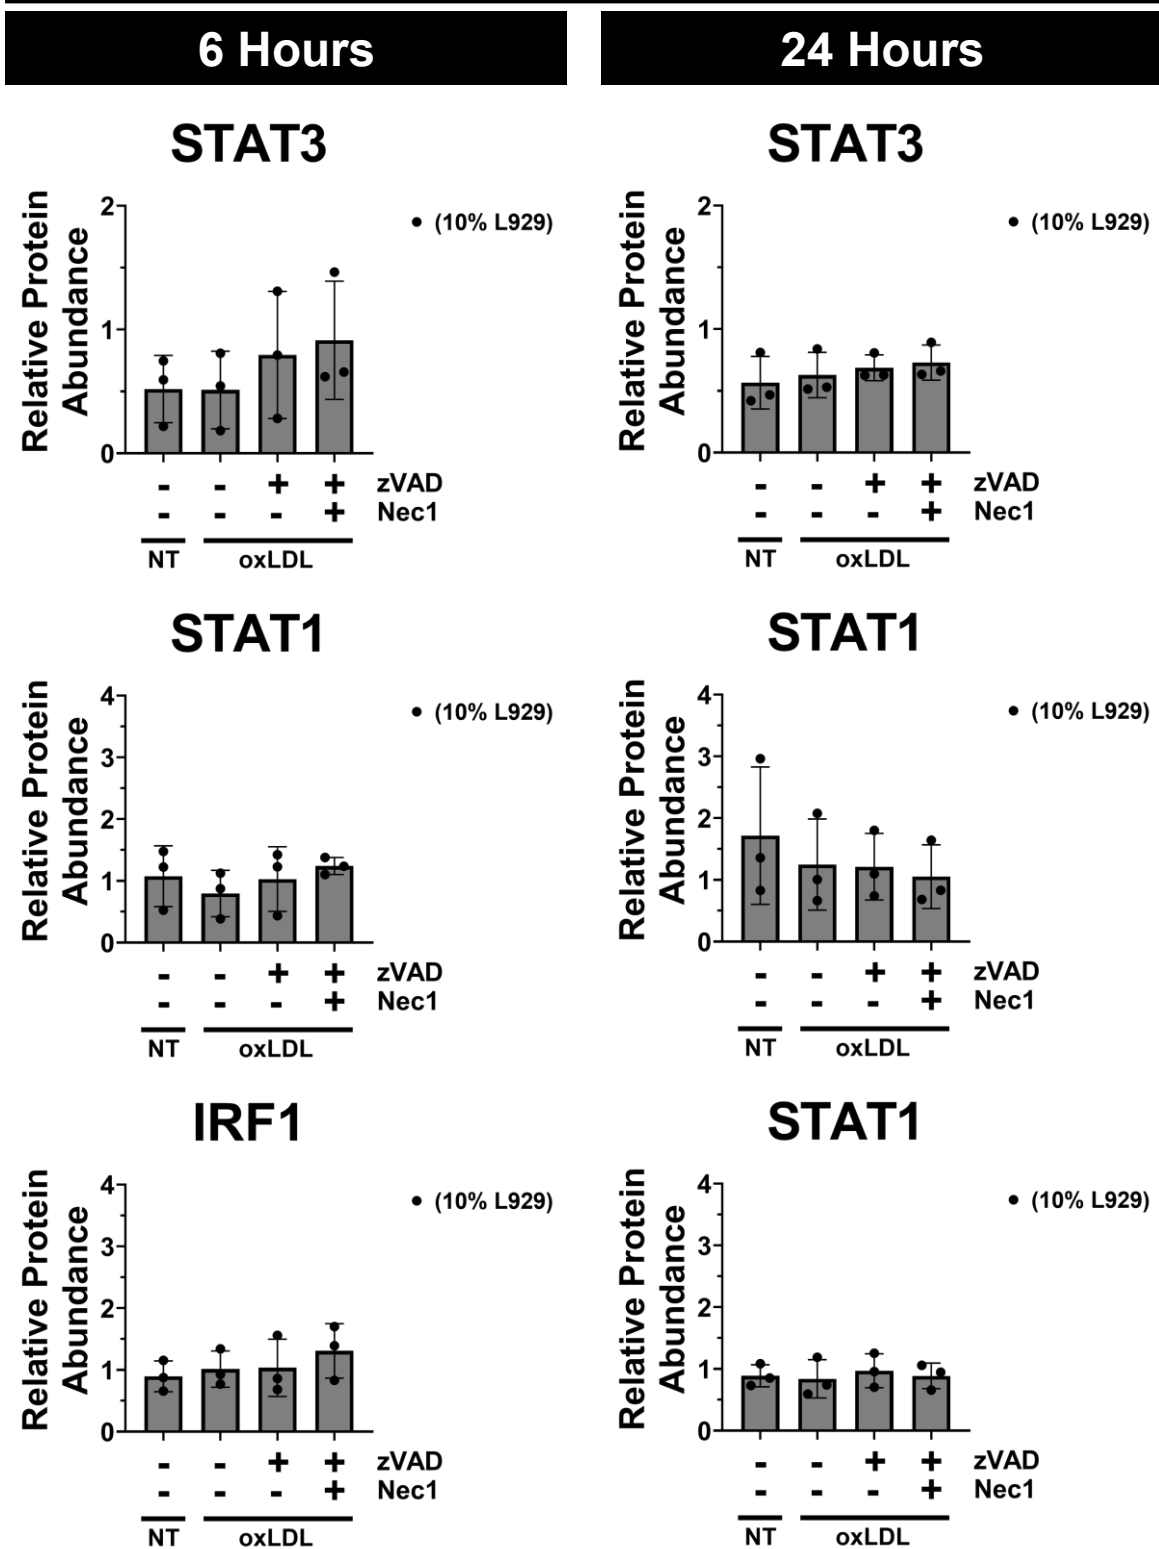 6 Hours
24 Hours
STAT3
Relative Protein
Abundance
2
1
0
(10% L929)
- - + + zVAD
- - - + Nec1
NT oxLDL
STAT3
Relative Protein
Abundance
2
1
0
(10% L929)
- - + + zVAD
- - - + Nec1
NT oxLDL
STAT1
Relative Protein
Abundance
4
3
2
1
0
(10% L929)
- - + + zVAD
- - - + Nec1
NT oxLDL
STAT1
Relative Protein
Abundance
4
3
2
1
0
(10% L929)
- - + + zVAD
- - - + Nec1
NT oxLDL
IRF1
Relative Protein
Abundance
4
3
2
1
0
(10% L929)
- - + + zVAD
- - - + Nec1
NT oxLDL
STAT1
Relative Protein
Abundance
4
3
2
1
0
(10% L929)
- - + + zVAD
- - - + Nec1
NT oxLDL